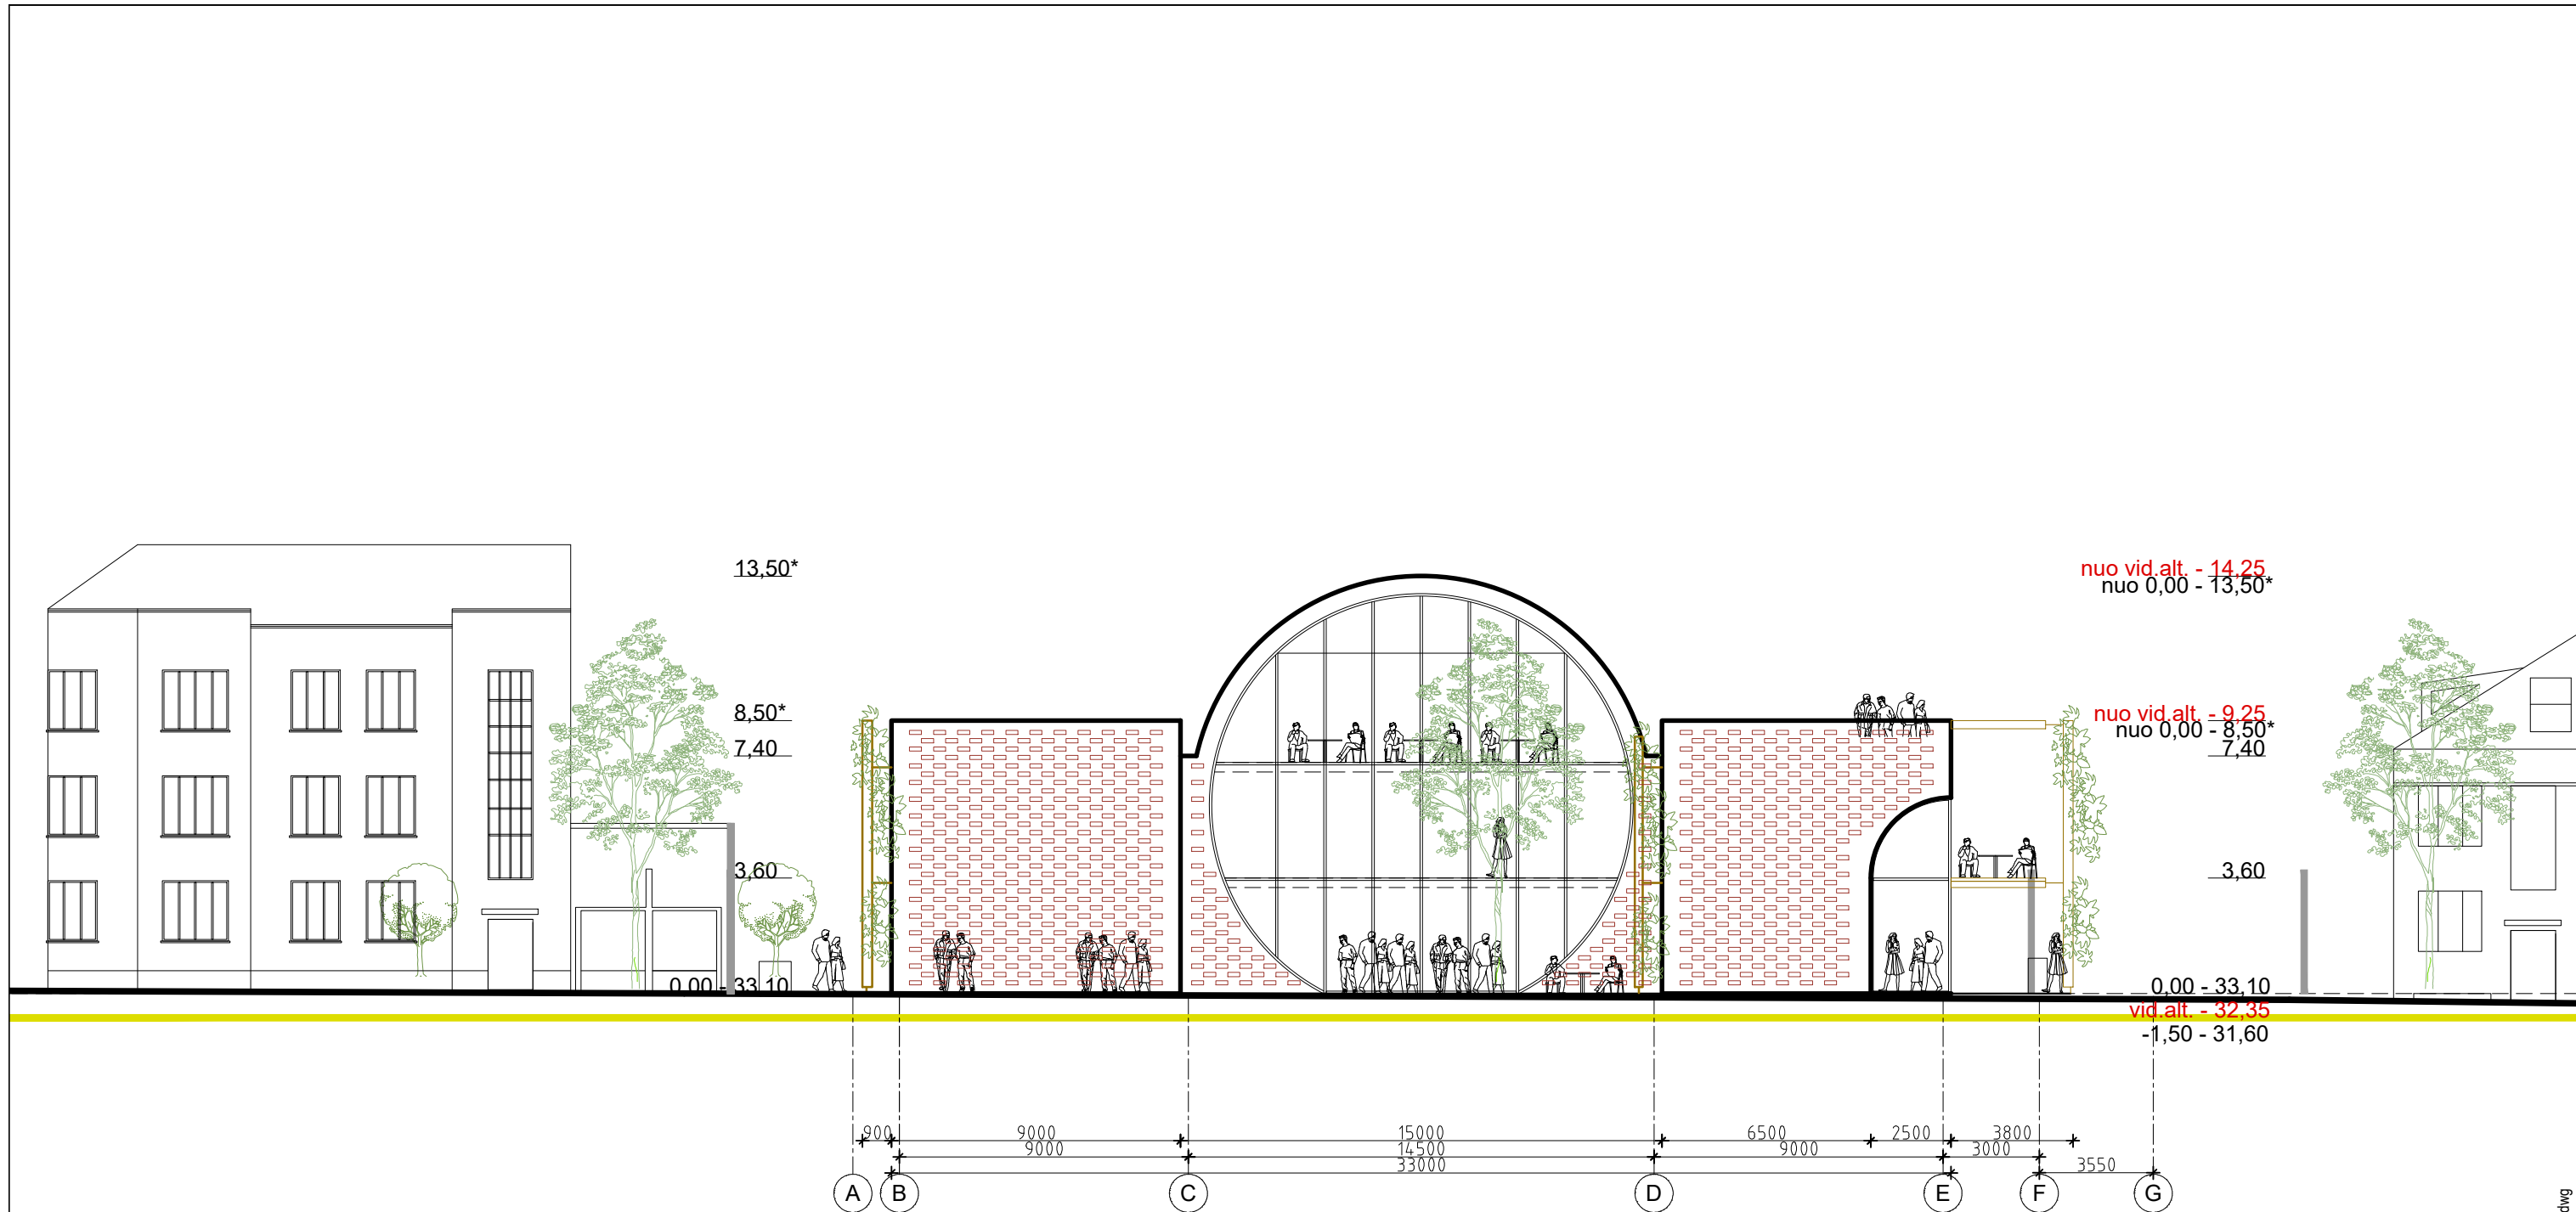 13,50*
nuo vid.alt. - 14,25
nuo 0,00 - 13,50*
8,50*
nuo vid.alt. - 9,25
nuo 0,00 - 8,50*
7,40
7,40
3,60
3,60
0,00 - 33,10
0,00 - 33,10
vid.alt. - 32,35
-1,50 - 31,60
900 9000 15000 6500 2500 3800
9000 14500 9000 3000
33000 3550
A B C D E F G
dwg